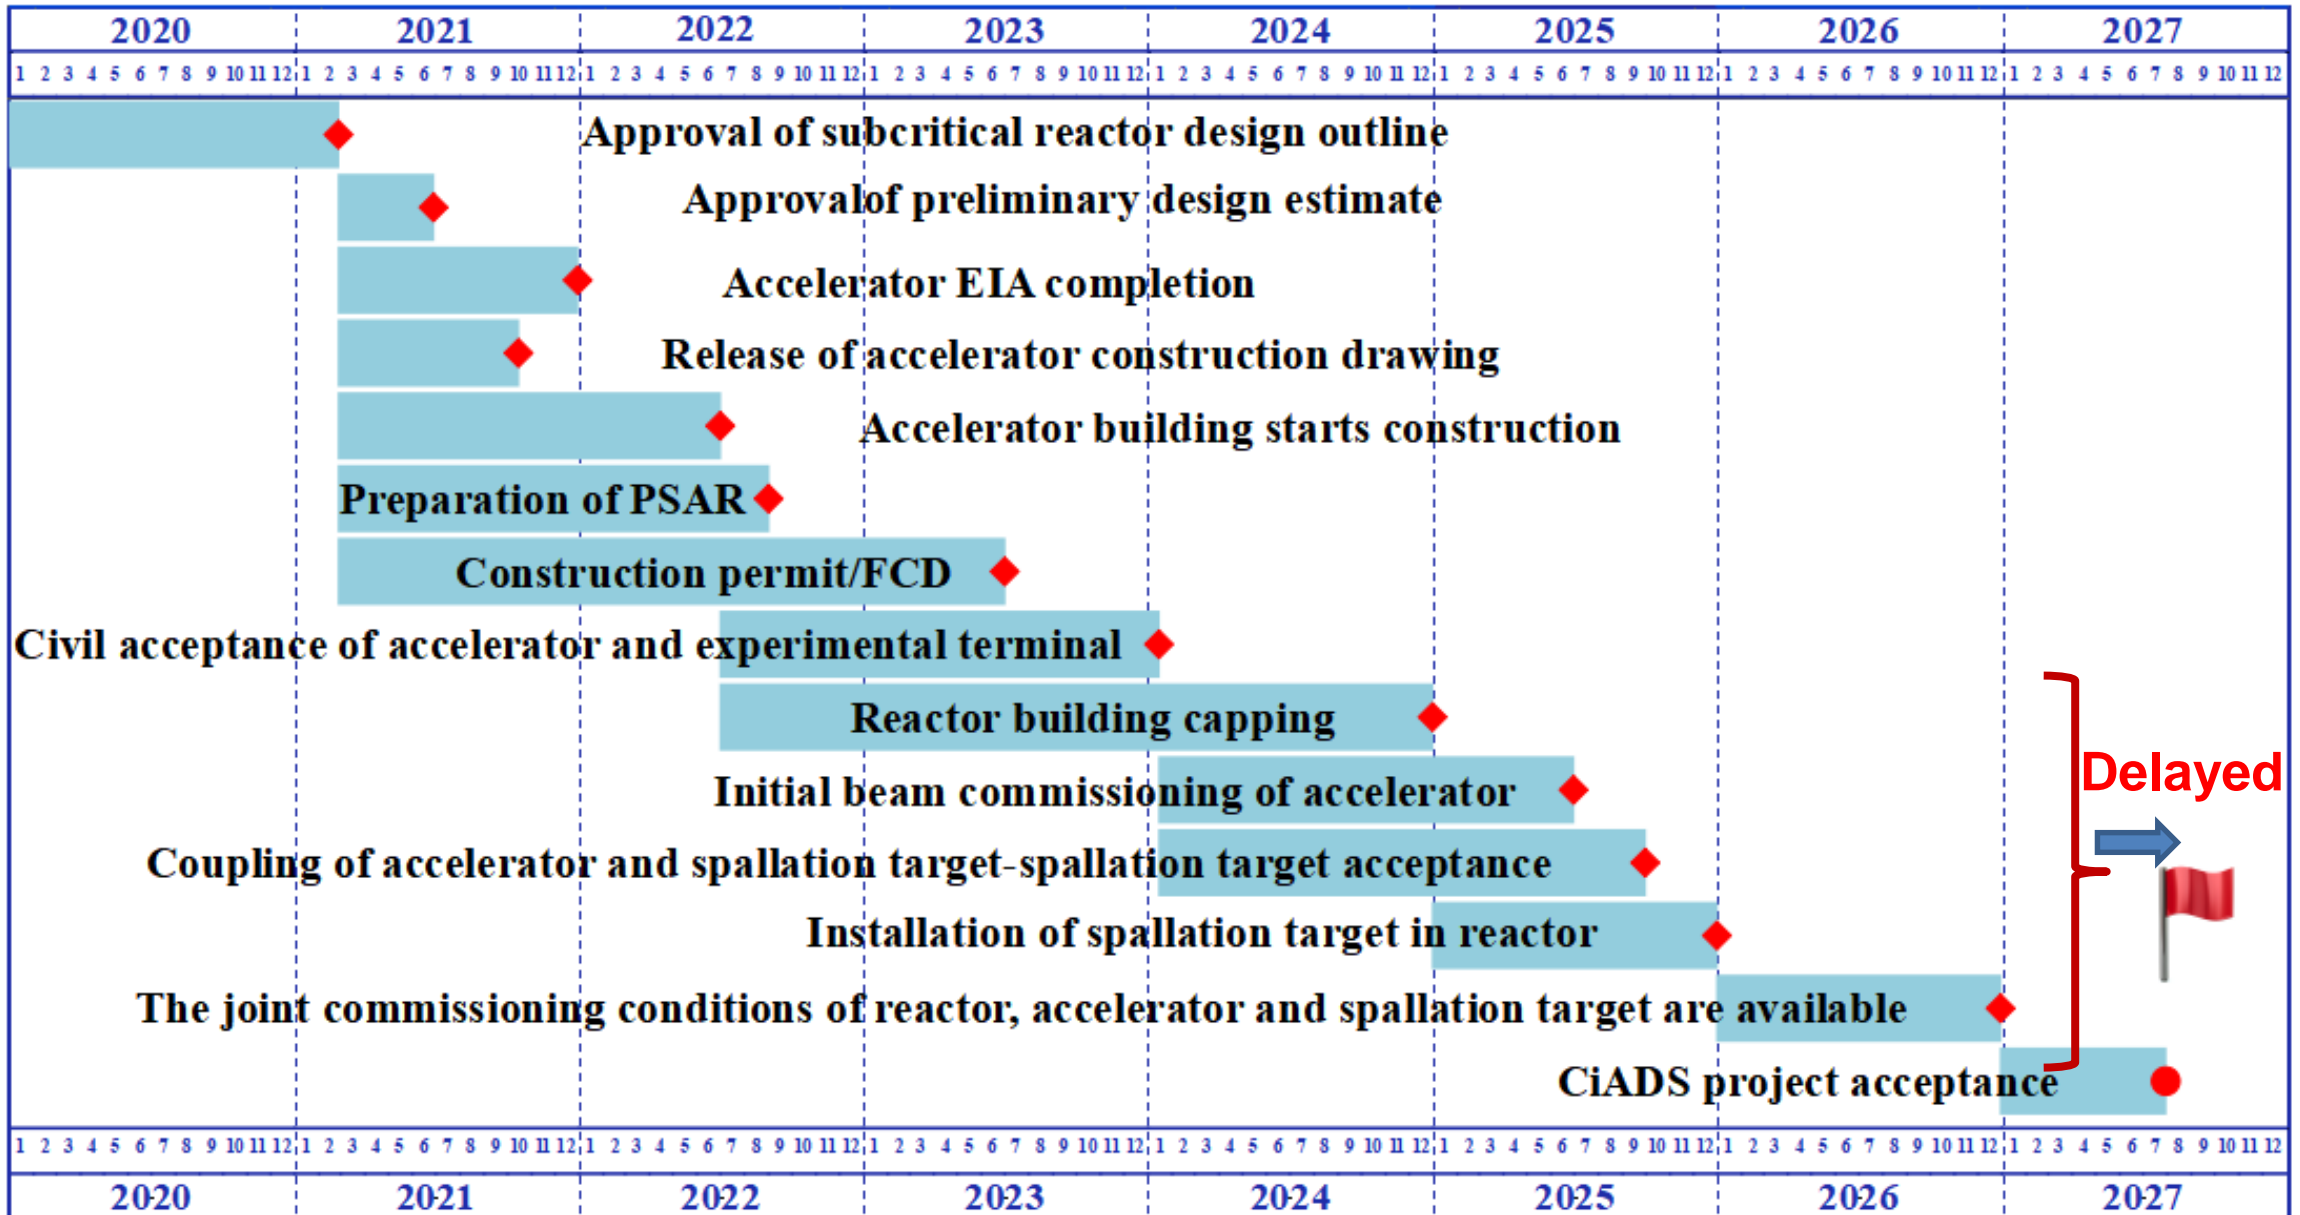 2020 2021 2022 2023 2024 2025 2026 2027
1 2 3 4 5 6 7 8 9 10 11 12 1 2 3 4 5 6 7 8 9 10 11 12 1 2 3 4 5 6 7 8 9 10 11 12 1 2 3 4 5 6 7 8 9 10 11 12 1 2 3 4 5 6 7 8 9 10 11 12 1 2 3 4 5 6 7 8 9 10 11 12 1 2 3 4 5 6 7 8 9 10 11 12 1 2 3 4 5 6 7 8 9 10 11 12
Approval of subcritical reactor design outline
Approvalof preliminary design estimate
Accelerator EIA completion
Release of accelerator construction drawing
Accelerator building starts construction
Preparation of PSAR
Construction permit/FCD
Civil acceptance of accelerator and experimental terminal
Reactor building capping
Delayed
Initial beam commissioning of accelerator
Coupling of accelerator and spallation target-spallation target acceptance
Installation of spallation target in reactor
The joint commissioning conditions of reactor, accelerator and spallation target are available
CiADS project acceptance
1 2 3 4 5 6 7 8 9 10 11 12 1 2 3 4 5 6 7 8 9 10 11 12 1 2 3 4 5 6 7 8 9 10 11 12 1 2 3 4 5 6 7 8 9 10 11 12 1 2 3 4 5 6 7 8 9 10 11 12 1 2 3 4 5 6 7 8 9 10 11 12 1 2 3 4 5 6 7 8 9 10 11 12 1 2 3 4 5 6 7 8 9 10 11 12
2020 2021 2022 2023 2024 2025 2026 2027